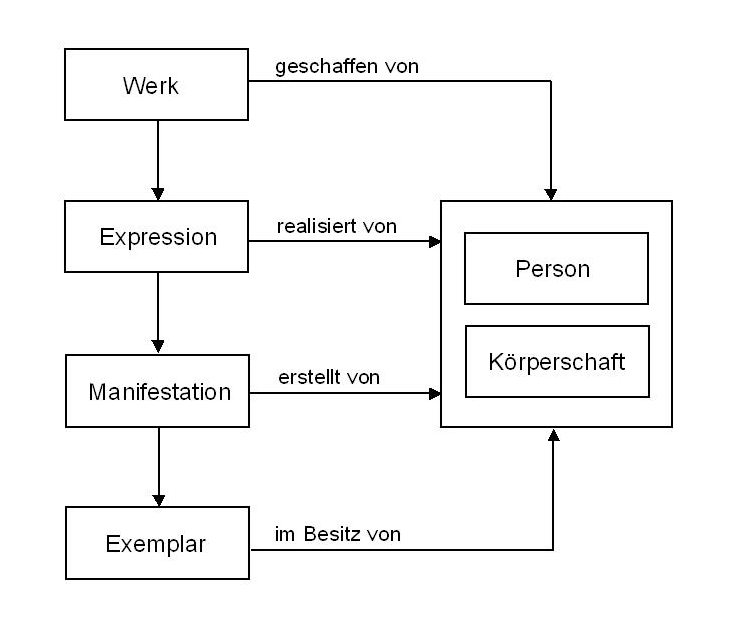 Werk
geschaffen von
Expression
realisiert von
Person
Körperschaft
Manifestation
erstellt von
Exemplar
im Besitz von